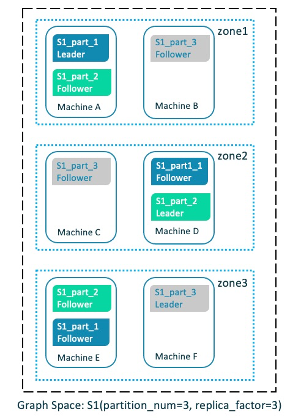 zone1
S1_part_1
Leader
S1_part_2
Follower
Machine A
S1_part_3
Follower
Machine B
zone2
S1_part_3
Follower
Machine C
S1_part1_1
Follower
S1_part_2
Leader
Machine D
zone3
S1_part_2
Follower
S1_part_1
Follower
Machine E
S1_part_3
Leader
Machine F
Graph Space: S1(partition_num=3, replica_factor=3)